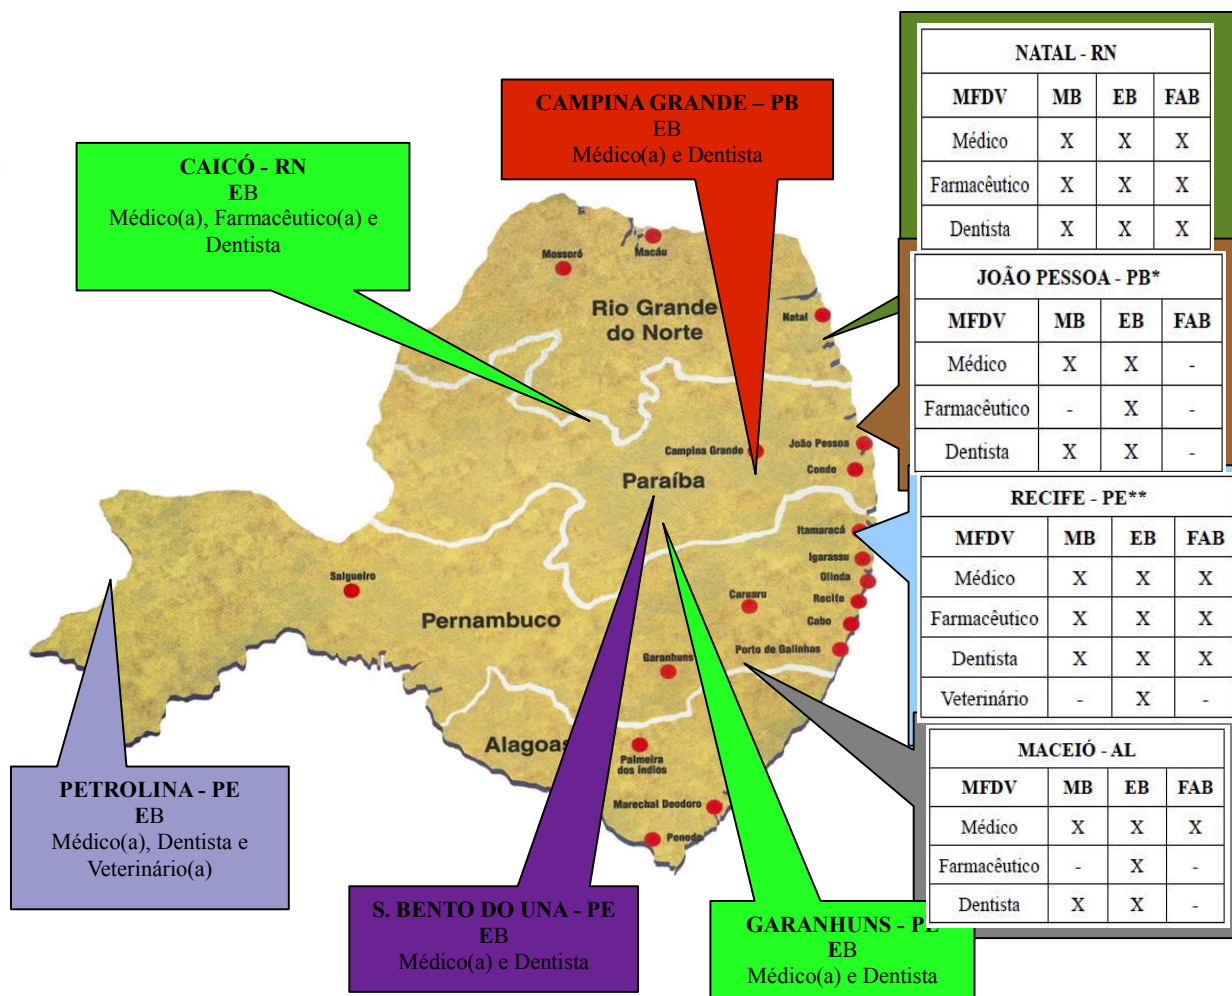 CAMPINA GRANDE – PB
EB
Médico(a) e Dentista
CAICÓ - RN
EB
Médico(a), Farmacêutico(a) e
Dentista
NATAL - RN
MFDV MB EB FAB
Médico X X X
Farmacêutico X X X
Dentista X X X
JOÃO PESSOA - PB*
MFDV MB EB FAB
Médico X X -
Farmacêutico - X -
Dentista X X -
RECIFE - PE**
MFDV MB EB FAB
Médico X X X
Farmacêutico X X X
Dentista X X X
Veterinário - X -
MACEIÓ - AL
MFDV MB EB FAB
Médico X X X
Farmacêutico - X -
Dentista X X -
Mossoró
Macáu
Rio Grande
do Norte
Natal
Campina Grande
João Pessoa
Conde
Paraíba
Itamaracá
Igarassu
Olinda
Recife
Cabo
Porto de Galinhas
Salgueiro
Caruaru
Pernambuco
Garanhuns
Alagoas
Palmeira
dos Índios
Marechal Deodoro
Penedo
PETROLINA - PE
EB
Médico(a), Dentista e
Veterinário(a)
S. BENTO DO UNA - PE
EB
Médico(a) e Dentista
GARANHUNS - PE
EB
Médico(a) e Dentista